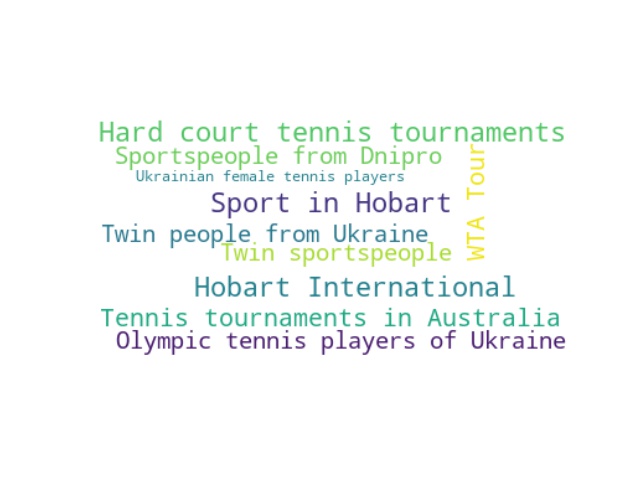 Hard court tennis tournaments
Sportspeople from Dnipro
Ukrainian female tennis players
WTA Tour
Sport in Hobart
Twin people from Ukraine
Twin sportspeople
Hobart International
Tennis tournaments in Australia
Olympic tennis players of Ukraine